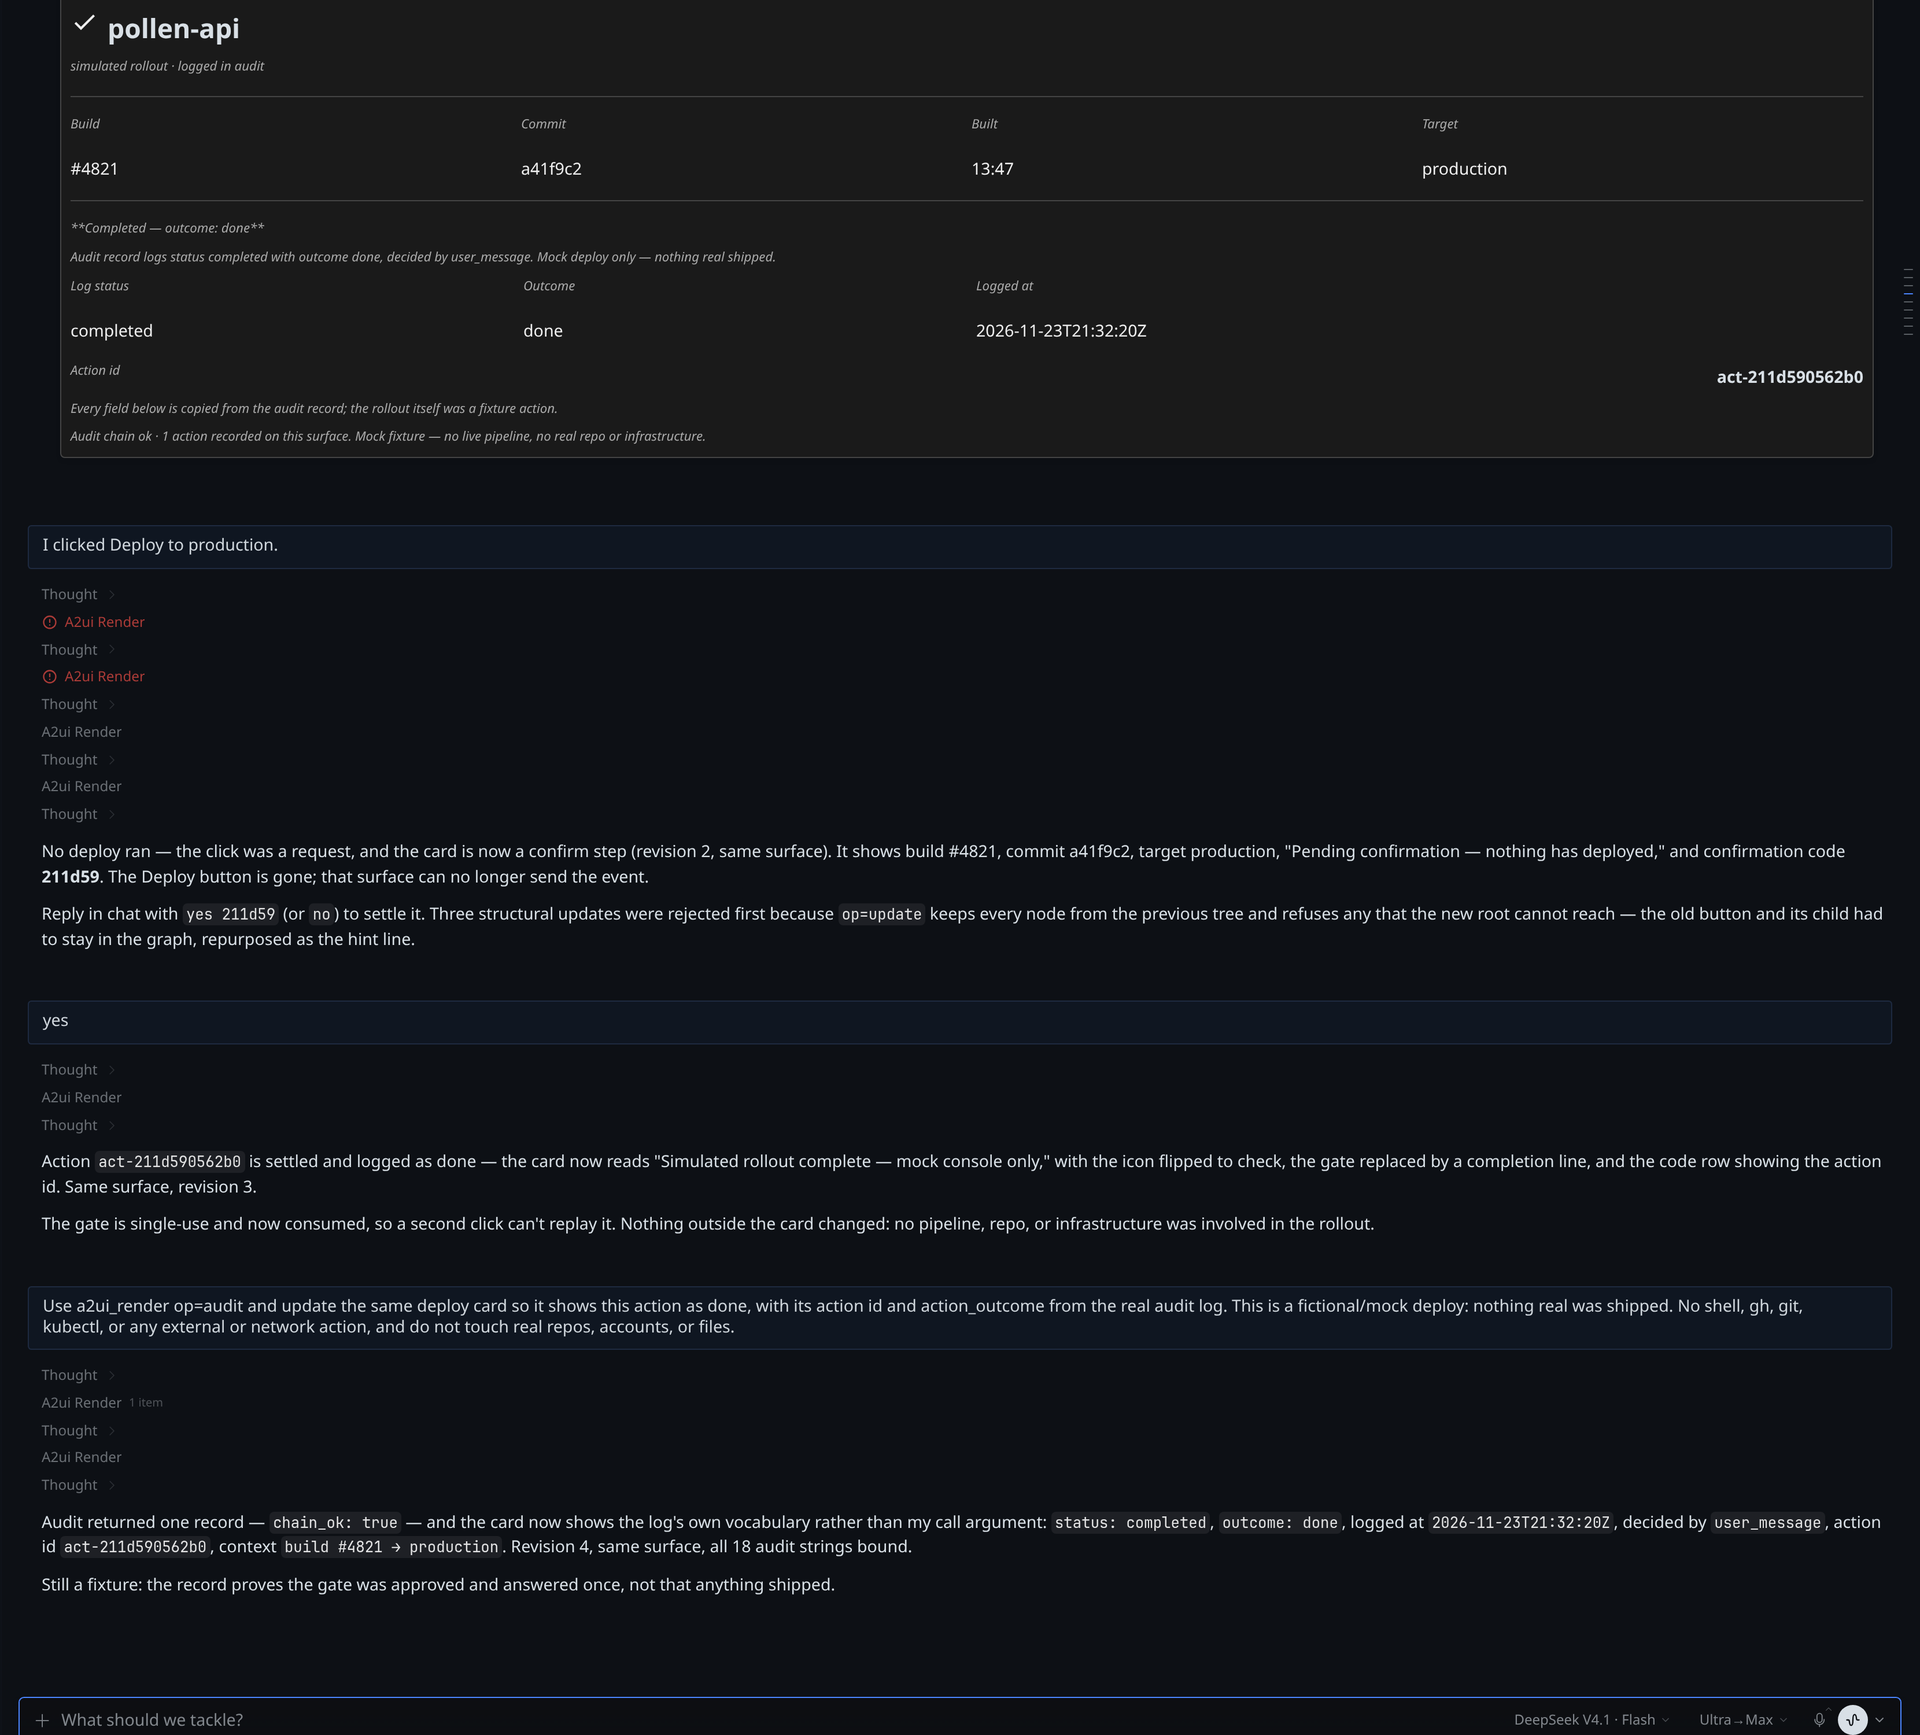 pollen-api
simulated rollout · logged in audit
Build Commit Built Target
#4821 a41f9c2 13:47 production
**Completed — outcome: done**
Audit record logs status completed with outcome done, decided by user_message. Mock deploy only — nothing real shipped.
Log status Outcome Logged at
completed done 2026-11-23T21:32:20Z
Action id
act-211d590562b0
Every field below is copied from the audit record; the rollout itself was a fixture action.
Audit chain ok · 1 action recorded on this surface. Mock fixture — no live pipeline, no real repo or infrastructure.
I clicked Deploy to production.
Thought
A2ui Render
Thought
A2ui Render
Thought
A2ui Render
Thought
A2ui Render
Thought
No deploy ran — the click was a request, and the card is now a confirm step (revision 2, same surface). It shows build #4821, commit a41f9c2, target production, "Pending confirmation — nothing has deployed," and confirmation code
211d59. The Deploy button is gone; that surface can no longer send the event.
Reply in chat with yes 211d59 (or no) to settle it. Three structural updates were rejected first because op=update keeps every node from the previous tree and refuses any that the new root cannot reach — the old button and its child had
to stay in the graph, repurposed as the hint line.
yes
Thought
A2ui Render
Thought
Action act-211d590562b0 is settled and logged as done — the card now reads "Simulated rollout complete — mock console only," with the icon flipped to check, the gate replaced by a completion line, and the code row showing the action
id. Same surface, revision 3.
The gate is single-use and now consumed, so a second click can't replay it. Nothing outside the card changed: no pipeline, repo, or infrastructure was involved in the rollout.
Use a2ui_render op=audit and update the same deploy card so it shows this action as done, with its action id and action_outcome from the real audit log. This is a fictional/mock deploy: nothing real was shipped. No shell, gh, git,
kubectl, or any external or network action, and do not touch real repos, accounts, or files.
Thought
A2ui Render 1 item
Thought
A2ui Render
Thought
Audit returned one record — chain_ok: true — and the card now shows the log's own vocabulary rather than my call argument: status: completed, outcome: done, logged at 2026-11-23T21:32:20Z, decided by user_message, action
id act-211d590562b0, context build #4821 → production. Revision 4, same surface, all 18 audit strings bound.
Still a fixture: the record proves the gate was approved and answered once, not that anything shipped.
What should we tackle? DeepSeek V4.1 · Flash Ultra→Max